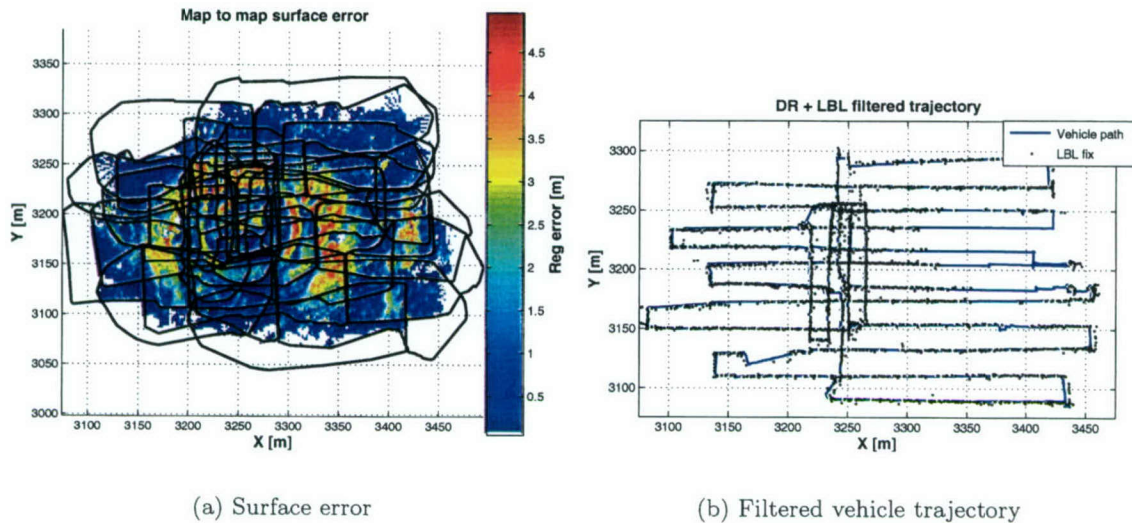 Map to map surface error
3350
3300
3250
3200
3150
3100
3050
3000
Y [m]
3100 3150 3200 3250 3300 3350 3400 3450
X [m]
4.5
4
3.5
3
2.5
2
1.5
1
0.5
Reg error [m]
(a) Surface error
DR + LBL filtered trajectory
Vehicle path
LBL fix
3300
3250
3200
3150
3100
Y [m]
3100 3150 3200 3250 3300 3350 3400 3450
X [m]
(b) Filtered vehicle trajectory